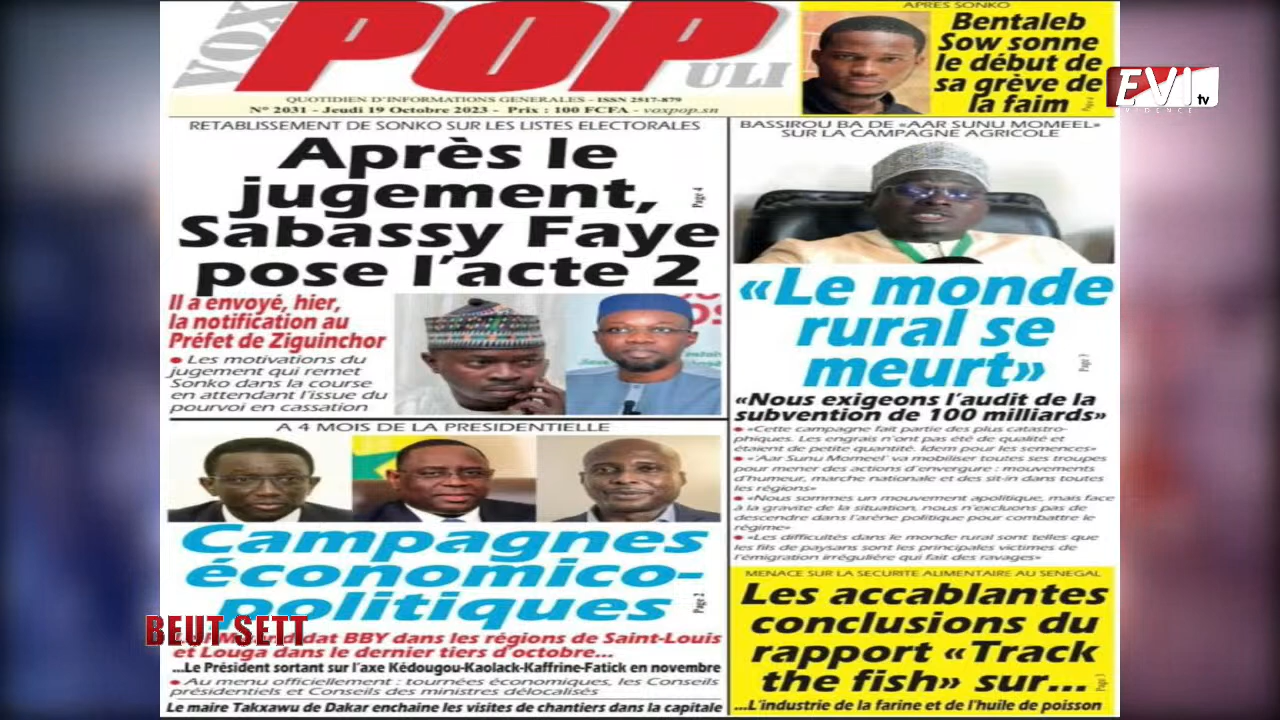 VOX
POP
ULI
QUOTIDIEN D'INFORMATIONS GENERALES - ISSN 2517-879
N° 2031 - Jeudi 19 Octobre 2023 - Prix : 100 FCFA - voxpop.sn
APRES SONKO
Bentaleb
Sow sonne
le début de
sa grève de
la faim
EVI
tv
EVIDENCE
RETABLISSEMENT DE SONKO SUR LES LISTES ELECTORALES
Après le
jugement,
Sabassy Faye
pose l'acte 2
Page 4
Il a envoyé, hier,
la notification au
Préfet de Ziguinchor
● Les motivations du
jugement qui remet
Sonko dans la course
en attendant l'issue du
pourvoi en cassation
A 4 MOIS DE LA PRESIDENTIELLE
Campagnes
économico-
politiques
Page 2
BEUT SETT
candidat BBY dans les régions de Saint-Louis
et Louga dans le dernier tiers d'octobre...
...Le Président sortant sur l'axe Kédougou-Kaolack-Kaffrine-Fatick en novembre
● Au menu officiellement : tournées économiques, les Conseils
présidentiels et Conseils des ministres délocalisés
Le maire Takxawu de Dakar enchaine les visites de chantiers dans la capitale
BASSIROU BA DE «AAR SUNU MOMEEL»
SUR LA CAMPAGNE AGRICOLE
«Le monde
rural se
meurt»
Page 3
«Nous exigeons l'audit de la
subvention de 100 milliards»
● «Cette campagne fait partie des plus catastro-
phiques. Les engrais n'ont pas été de qualité et
étaient de petite quantité. Idem pour les semences»
● «'Aar Sunu Momeel' va mobiliser toutes ses troupes
pour mener des actions d'envergure : mouvements
d'humeur, marche nationale et des sit-in dans toutes
les régions»
● «Nous sommes un mouvement apolitique, mais face
à la gravite de la situation, nous n'excluons pas de
descendre dans l'arène politique pour combattre le
régime»
● «Les difficultés dans le monde rural sont telles que
les fils de paysans sont les principales victimes de
l'émigration irrégulière qui fait des ravages»
MENACE SUR LA SECURITE ALIMENTAIRE AU SENEGAL
Les accablantes
conclusions du
rapport «Track
the fish» sur...
...L'industrie de la farine et de l'huile de poisson